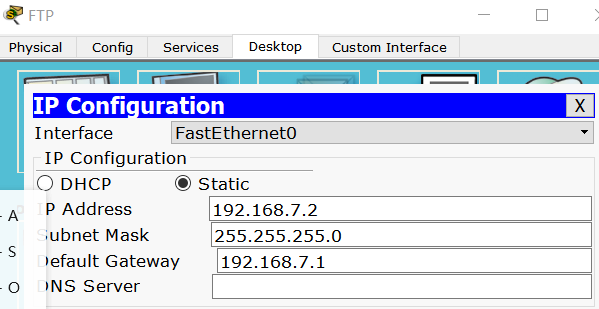 FTP
Physical Config Services Desktop Custom Interface
IP Configuration X
Interface FastEthernet0
IP Configuration
DHCP Static
IP Address 192.168.7.2
Subnet Mask 255.255.255.0
Default Gateway 192.168.7.1
DNS Server
- A
- S
- O